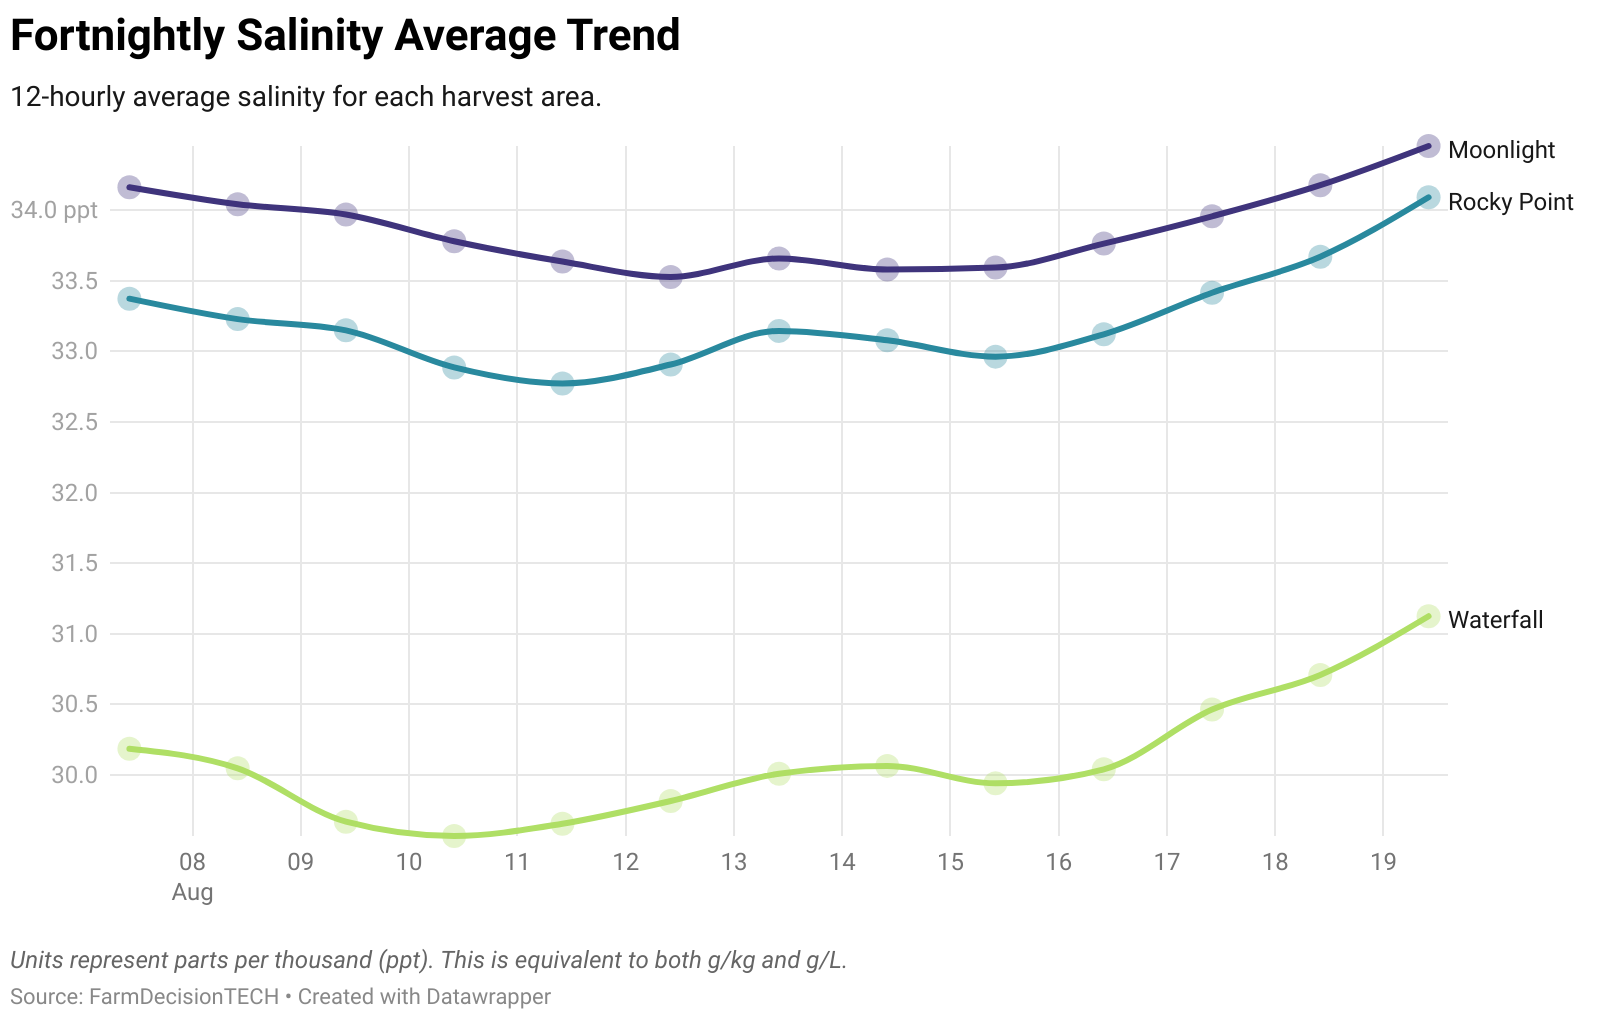 Fortnightly Salinity Average Trend
12-hourly average salinity for each harvest area.
Moonlight
Rocky Point
34.0 ppt
33.5
33.0
32.5
32.0
31.5
31.0
Waterfall
30.5
30.0
08 09 10 11 12 13 14 15 16 17 18 19
Aug
Units represent parts per thousand (ppt). This is equivalent to both g/kg and g/L.
Source: FarmDecisionTECH • Created with Datawrapper